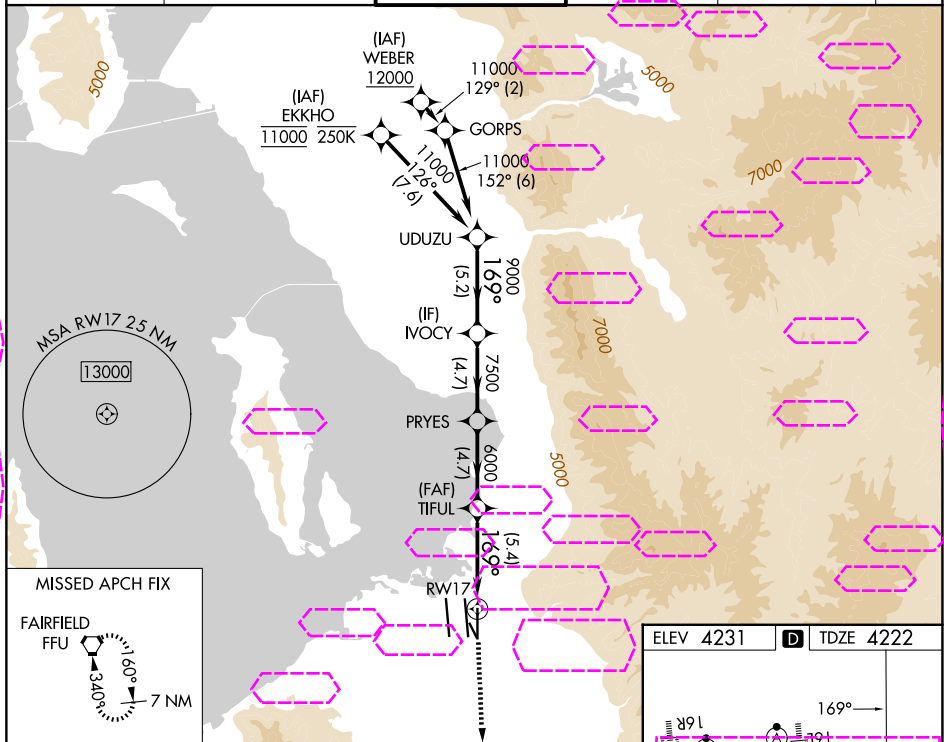 (IAF)
WEBER
12000
11000
129° (2)
5000
5000
(IAF)
EKKHO
11000 250K
GORPS
11000
126°
(7.6)
11000
152° (6)
7000
UDUZU
9000
169°
(5.2)
(IF)
IVOCY
7000
MSA RW17 25 NM
13000
7500
(4.7)
PRYES
6000
(4.7)
5000
(FAF)
TIFUL
(5.4)
169°
RW17
MISSED APCH FIX
FAIRFIELD
FFU
160°
340°
7 NM
ELEV 4231
D
TDZE 4222
169°
16R
A
16L